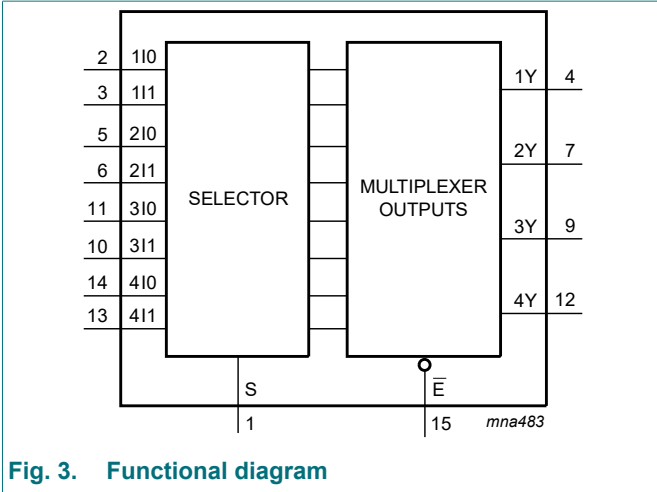 2 1I0
3 1I1
5 2I0
6 2I1
11 3I0
10 3I1
14 4I0
13 4I1
SELECTOR
MULTIPLEXER
OUTPUTS
1Y 4
2Y 7
3Y 9
4Y 12
S
1
E̅
15
mna483
Fig. 3. Functional diagram